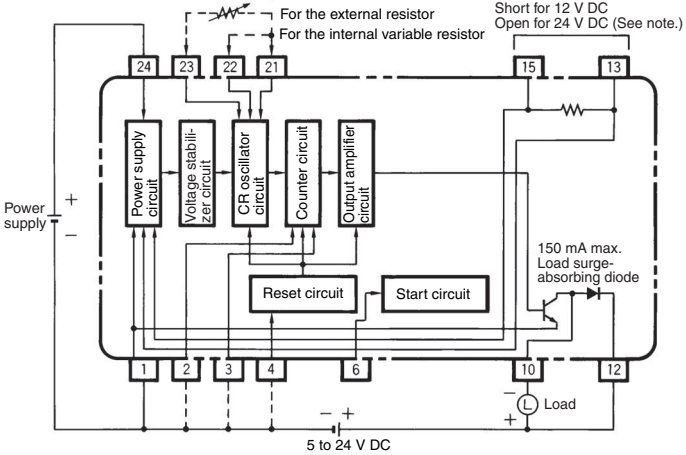 For the external resistor
For the internal variable resistor
Short for 12 V DC
Open for 24 V DC (See note.)
24
23
22
21
15
13
Power supply
circuit
Voltage stabili-
zer circuit
CR oscillator
circuit
Counter circuit
Output amplifier
circuit
+
Power
supply
−
150 mA max.
Load surge-
absorbing diode
Reset circuit
Start circuit
1
2
3
4
6
10
12
−
L
Load
+
− +
5 to 24 V DC